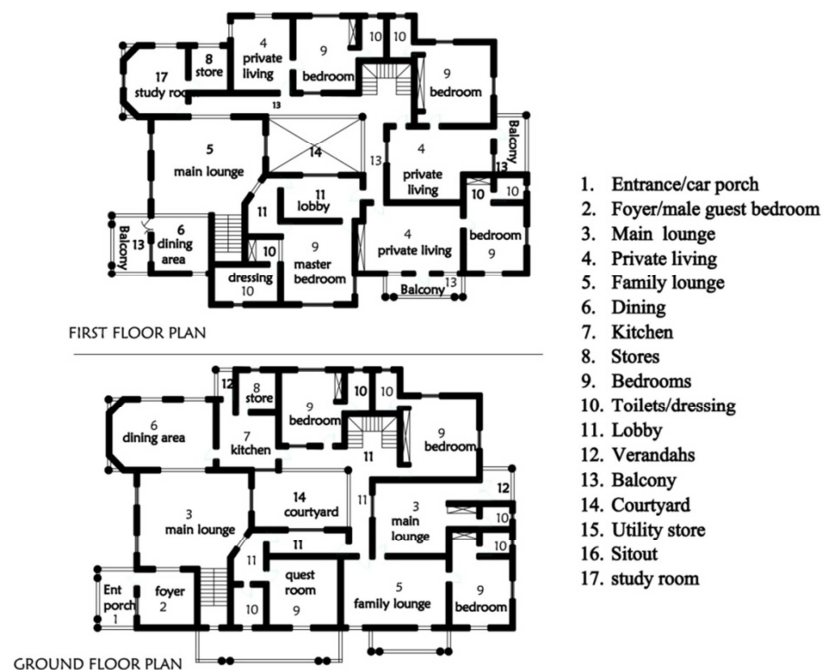 4
private
living
9
bedroom
10
10
8
store
17
study roo
9
bedroom
13
5
main lounge
14
13
4
private
living
Balcony
13
11
lobby
11
10
10
6
dining
area
Balcony
13
10
9
master
bedroom
dressing
10
4
private living
bedroom
9
13
Balcony
FIRST FLOOR PLAN
12
8
store
9
bedroom
10
10
6
dining area
7
kitchen
9
bedroom
11
14
courtyard
11
3
main lounge
3
main
lounge
12
10
11
11
10
Ent
porch
1
foyer
2
10
quest
room
9
5
family lounge
9
bedroom
GROUND FLOOR PLAN
1. Entrance/car porch
2. Foyer/male guest bedroom
3. Main lounge
4. Private living
5. Family lounge
6. Dining
7. Kitchen
8. Stores
9. Bedrooms
10. Toilets/dressing
11. Lobby
12. Verandahs
13. Balcony
14. Courtyard
15. Utility store
16. Sitout
17. study room